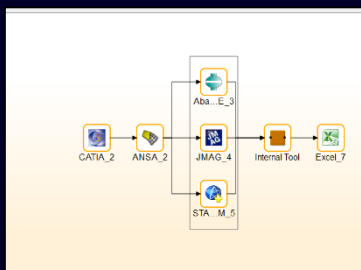 Aba...E_3
CATIA_2
ANSA_2
JMAG_4
Internal Tool
Excel_7
STA...M_5